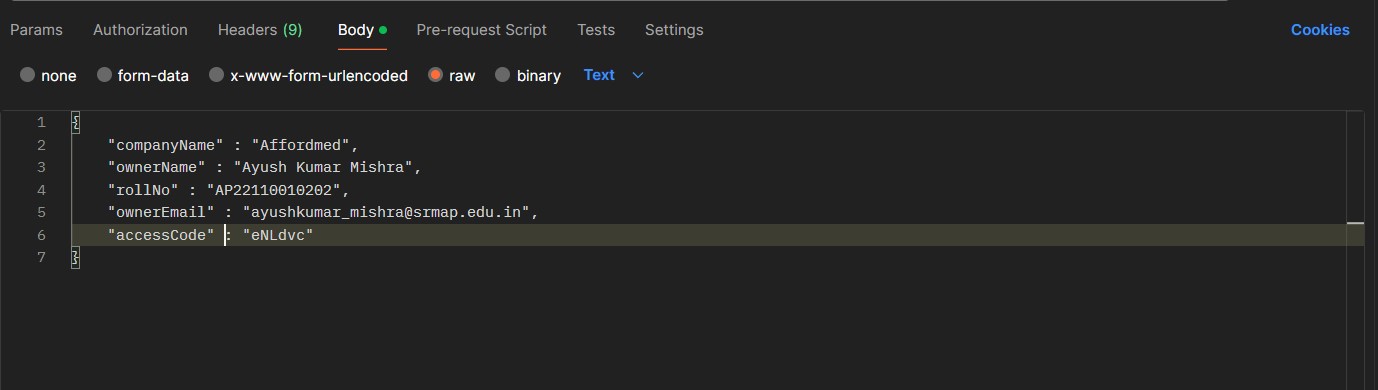 Params Authorization Headers (9) Body Pre-request Script Tests Settings Cookies
none form-data x-www-form-urlencoded raw binary Text
1 {
2 "companyName" : "Affordmed",
3 "ownerName" : "Ayush Kumar Mishra",
4 "rollNo" : "AP22110010202",
5 "ownerEmail" : "ayushkumar_mishra@srmap.edu.in",
6 "accessCode" : "eNLdvc"
7 }